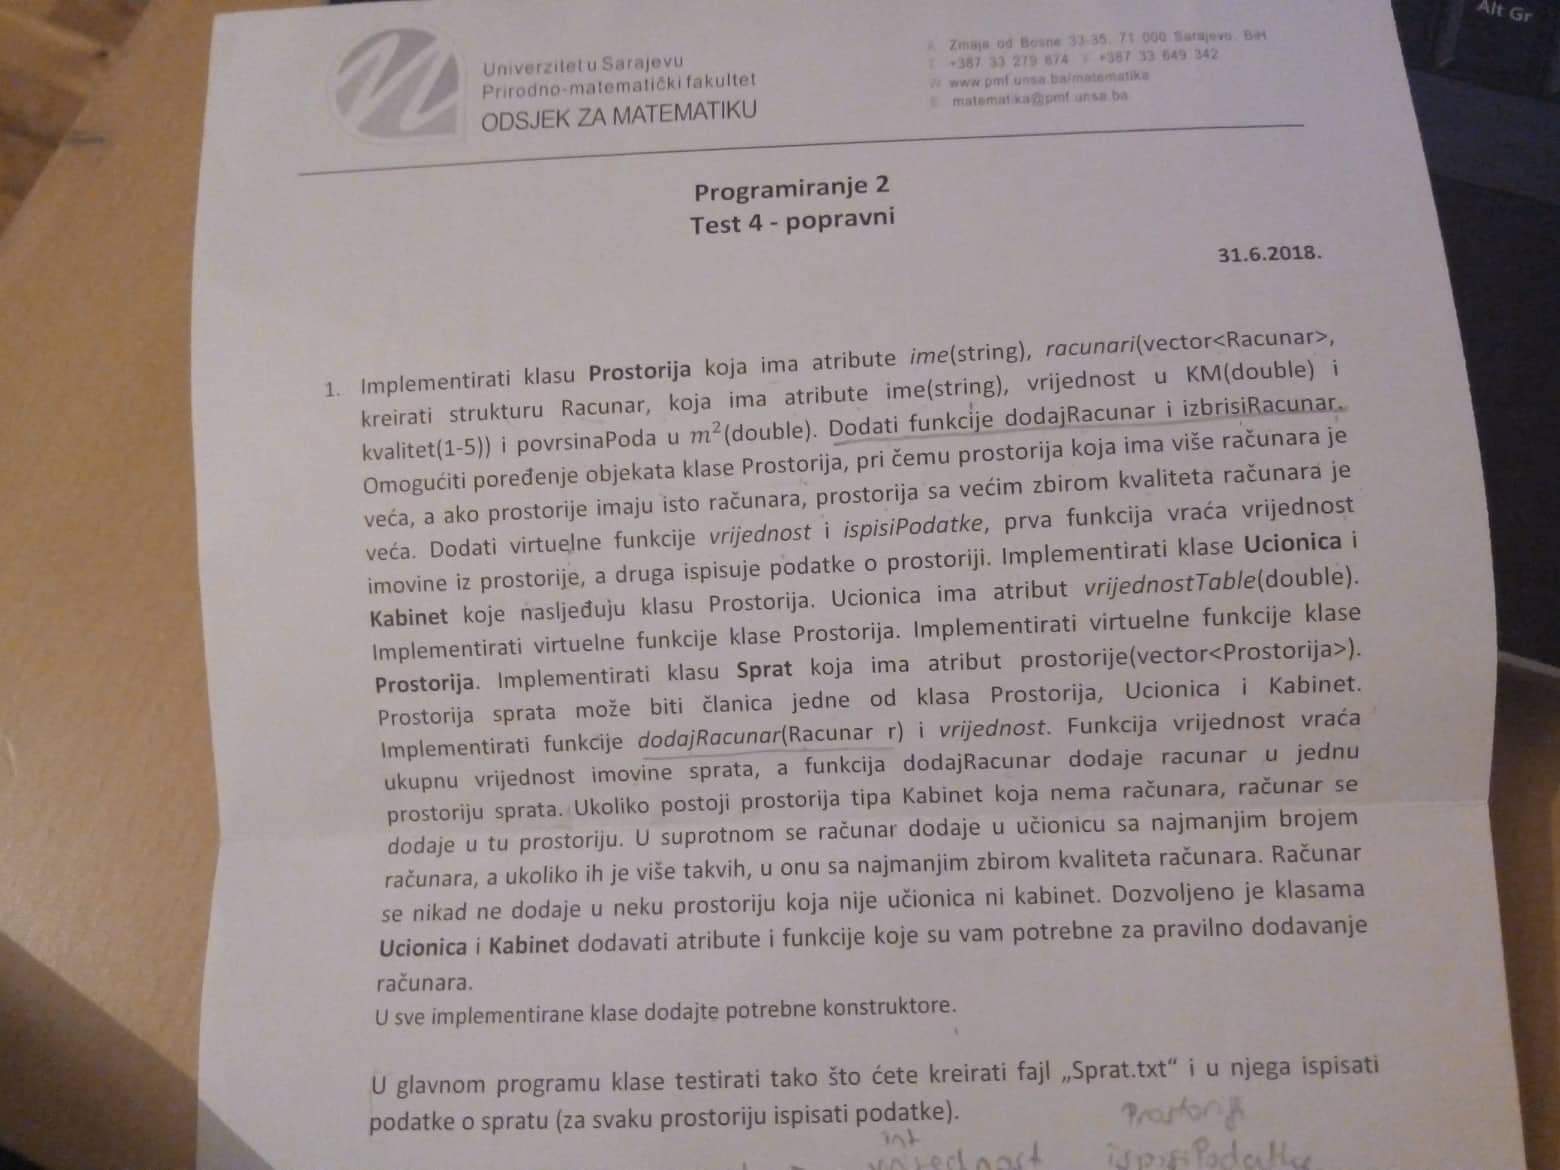 Alt Gr
Univerzitet u Sarajevu
Prirodno-matematički fakultet
ODSJEK ZA MATEMATIKU
Zmaja od Bosne 33-35, 71 000 Sarajevo, BiH
+387 33 279 874 +387 33 649 342
www.pmf.unsa.ba/matematika
matematika@pmf.unsa.ba
Programiranje 2
Test 4 - popravni
31.6.2018.
1. Implementirati klasu Prostorija koja ima atribute ime(string), racunari(vector<Racunar>,
kreirati strukturu Racunar, koja ima atribute ime(string), vrijednost u KM(double) i
kvalitet(1-5)) i povrsinaPoda u m²(double). Dodati funkcije dodajRacunar i izbrisiRacunar.
Omogućiti poređenje objekata klase Prostorija, pri čemu prostorija koja ima više računara je
veća, a ako prostorije imaju isto računara, prostorija sa većim zbirom kvaliteta računara je
veća. Dodati virtuelne funkcije vrijednost i ispisiPodatke, prva funkcija vraća vrijednost
imovine iz prostorije, a druga ispisuje podatke o prostoriji. Implementirati klase Ucionica i
Kabinet koje nasljeđuju klasu Prostorija. Ucionica ima atribut vrijednostTable(double).
Implementirati virtuelne funkcije klase Prostorija. Implementirati virtuelne funkcije klase
Prostorija. Implementirati klasu Sprat koja ima atribut prostorije(vector<Prostorija>).
Prostorija sprata može biti članica jedne od klasa Prostorija, Ucionica i Kabinet.
Implementirati funkcije dodajRacunar(Racunar r) i vrijednost. Funkcija vrijednost vraća
ukupnu vrijednost imovine sprata, a funkcija dodajRacunar dodaje racunar u jednu
prostoriju sprata. Ukoliko postoji prostorija tipa Kabinet koja nema računara, računar se
dodaje u tu prostoriju. U suprotnom se računar dodaje u učionicu sa najmanjim brojem
računara, a ukoliko ih je više takvih, u onu sa najmanjim zbirom kvaliteta računara. Računar
se nikad ne dodaje u neku prostoriju koja nije učionica ni kabinet. Dozvoljeno je klasama
Ucionica i Kabinet dodavati atribute i funkcije koje su vam potrebne za pravilno dodavanje
računara.
U sve implementirane klase dodajte potrebne konstruktore.
U glavnom programu klase testirati tako što ćete kreirati fajl „Sprat.txt“ i u njega ispisati
podatke o spratu (za svaku prostoriju ispisati podatke).
int
vrijednost ispisiPodatke